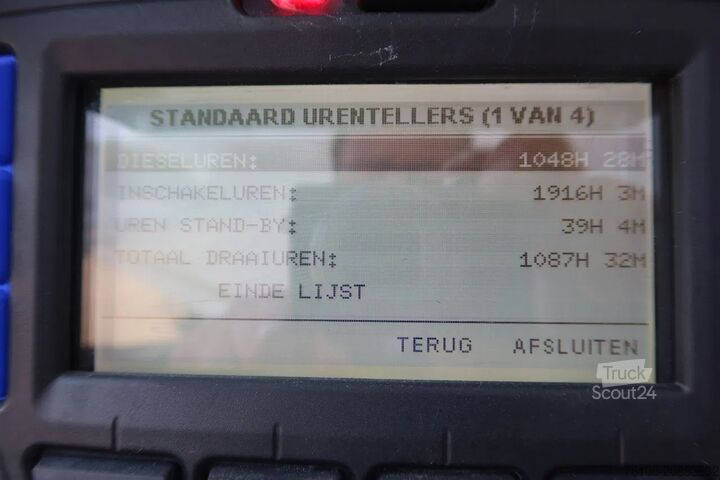 STANDAARD URENTELLERS (1 VAN 4)
DIESELUREN: 1048H 28M
INSCHAKELUREN: 1916H 3M
UREN STAND-BY: 39H 4M
TOTAAL DRAAIUREN: 1087H 32M
EINDE LIJST
TERUG AFSLUITEN
Truck
Scout24